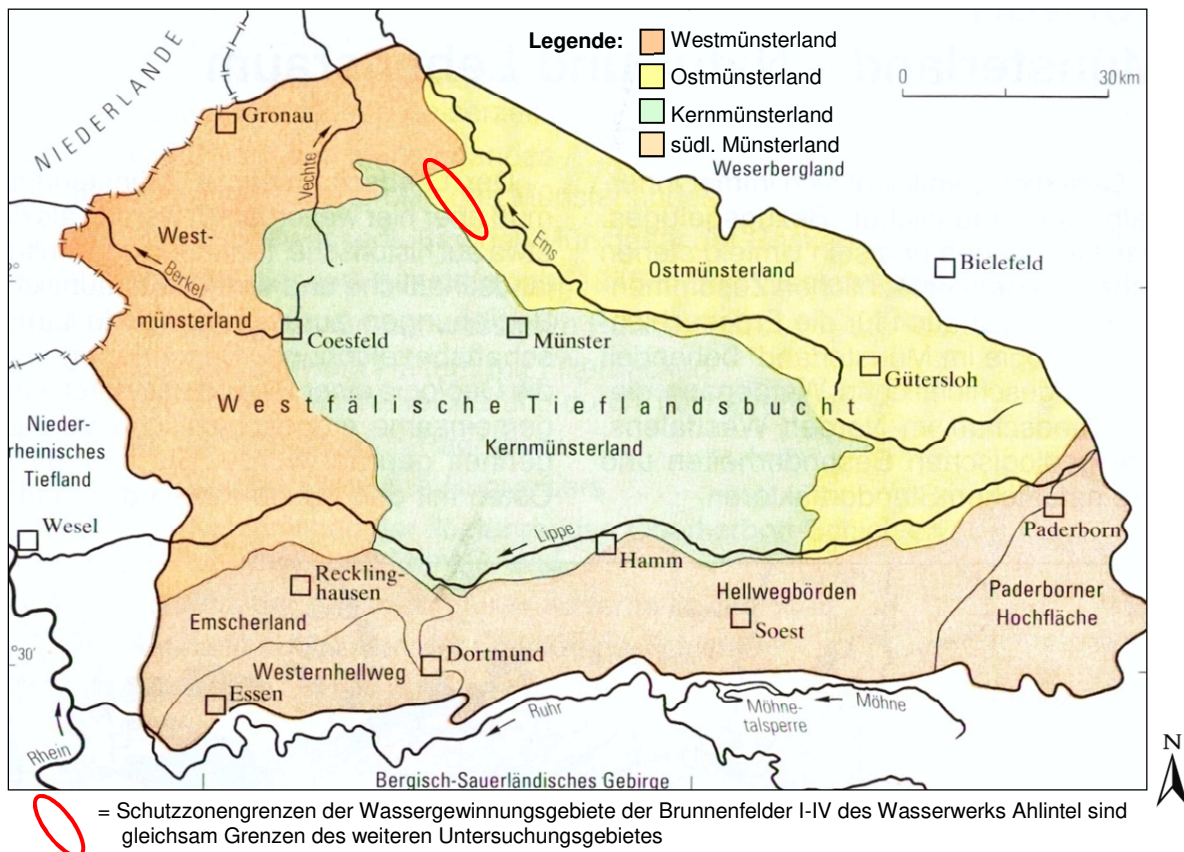 Legende:
Westmünsterland
Ostmünsterland
Kernmünsterland
südl. Münsterland
0 30 km
NIEDERLANDE
Gronau
Vechte
Weserbergland
West-
münsterland
Berkel
Ems
Ostmünsterland
Bielefeld
Coesfeld
Münster
Gütersloh
Westfälische Tieflandsbucht
Nieder-
rheinisches
Tiefland
Kernmünsterland
Wesel
Lippe
Hamm
Paderborn
Reckling-
hausen
Hellwegbörden
Paderborner
Hochfläche
Emscherland
Soest
Dortmund
Westernhellweg
°30'
Essen
Rhein
Ruhr
Möhne-
talsperre
Möhne
Bergisch-Sauerländisches Gebirge
N
= Schutzzonengrenzen der Wassergewinnungsgebiete der Brunnenfelder I-IV des Wasserwerks Ahlintel sind
gleichsam Grenzen des weiteren Untersuchungsgebietes